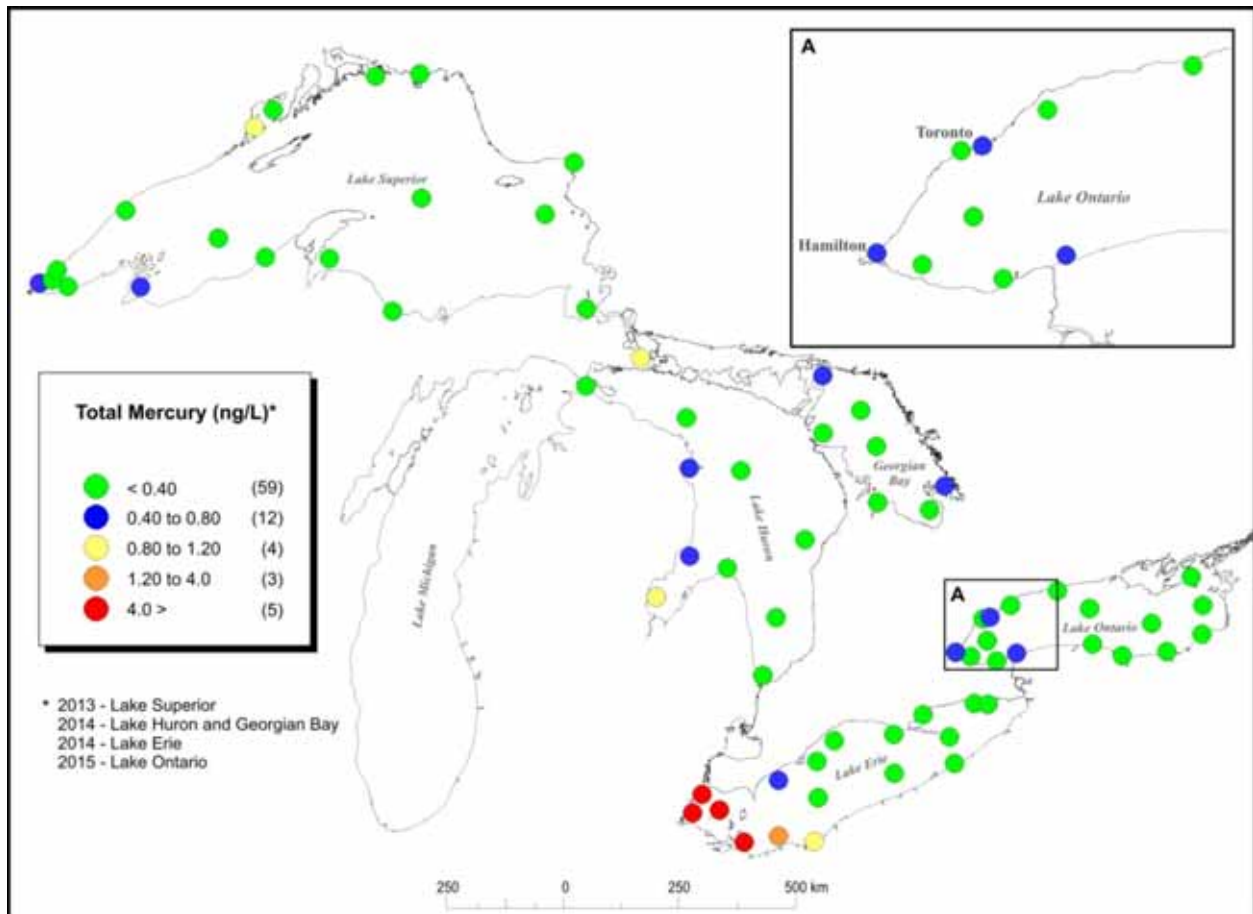 A
Toronto
Lake Ontario
Hamilton
Lake Superior
Total Mercury (ng/L)*
< 0.40 (59)
0.40 to 0.80 (12)
0.80 to 1.20 (4)
1.20 to 4.0 (3)
4.0 > (5)
Georgian
Bay
Lake Huron
Lake Michigan
A
Lake Ontario
* 2013 - Lake Superior
2014 - Lake Huron and Georgian Bay
2014 - Lake Erie
2015 - Lake Ontario
Lake Erie
250 0 250 500 km